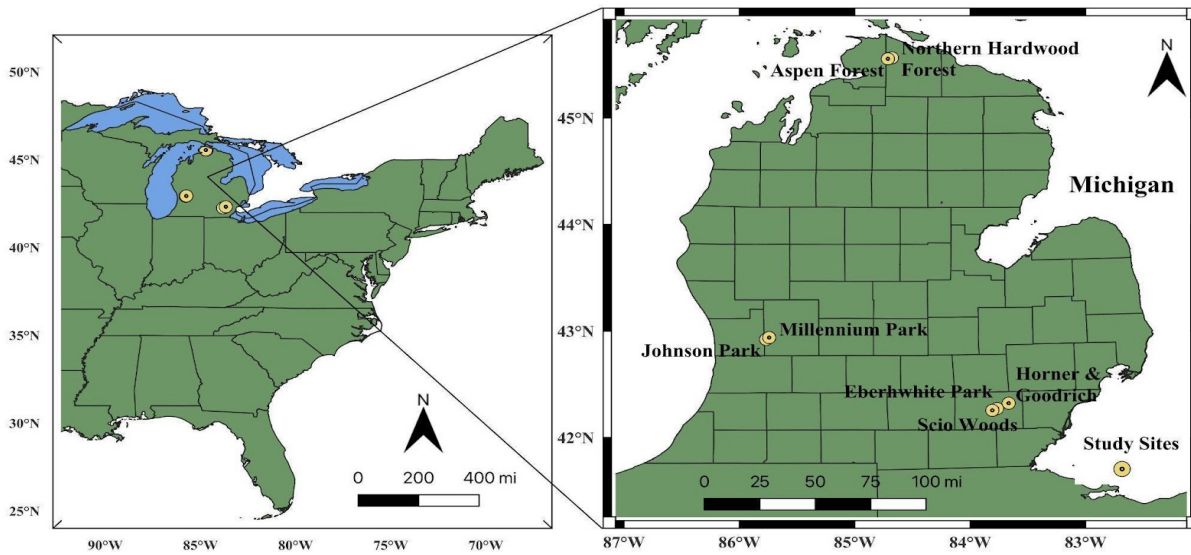 50°N
45°N
40°N
35°N
30°N
25°N
90°W
85°W
80°W
75°W
70°W
N
0 200 400 mi
45°N
44°N
43°N
42°N
87°W
86°W
85°W
84°W
83°W
N
Northern Hardwood
Aspen Forest
Forest
Michigan
Millennium Park
Johnson Park
Horner &
Eberhwhite Park
Goodrich
Scio Woods
Study Sites
0 25 50 75 100 mi